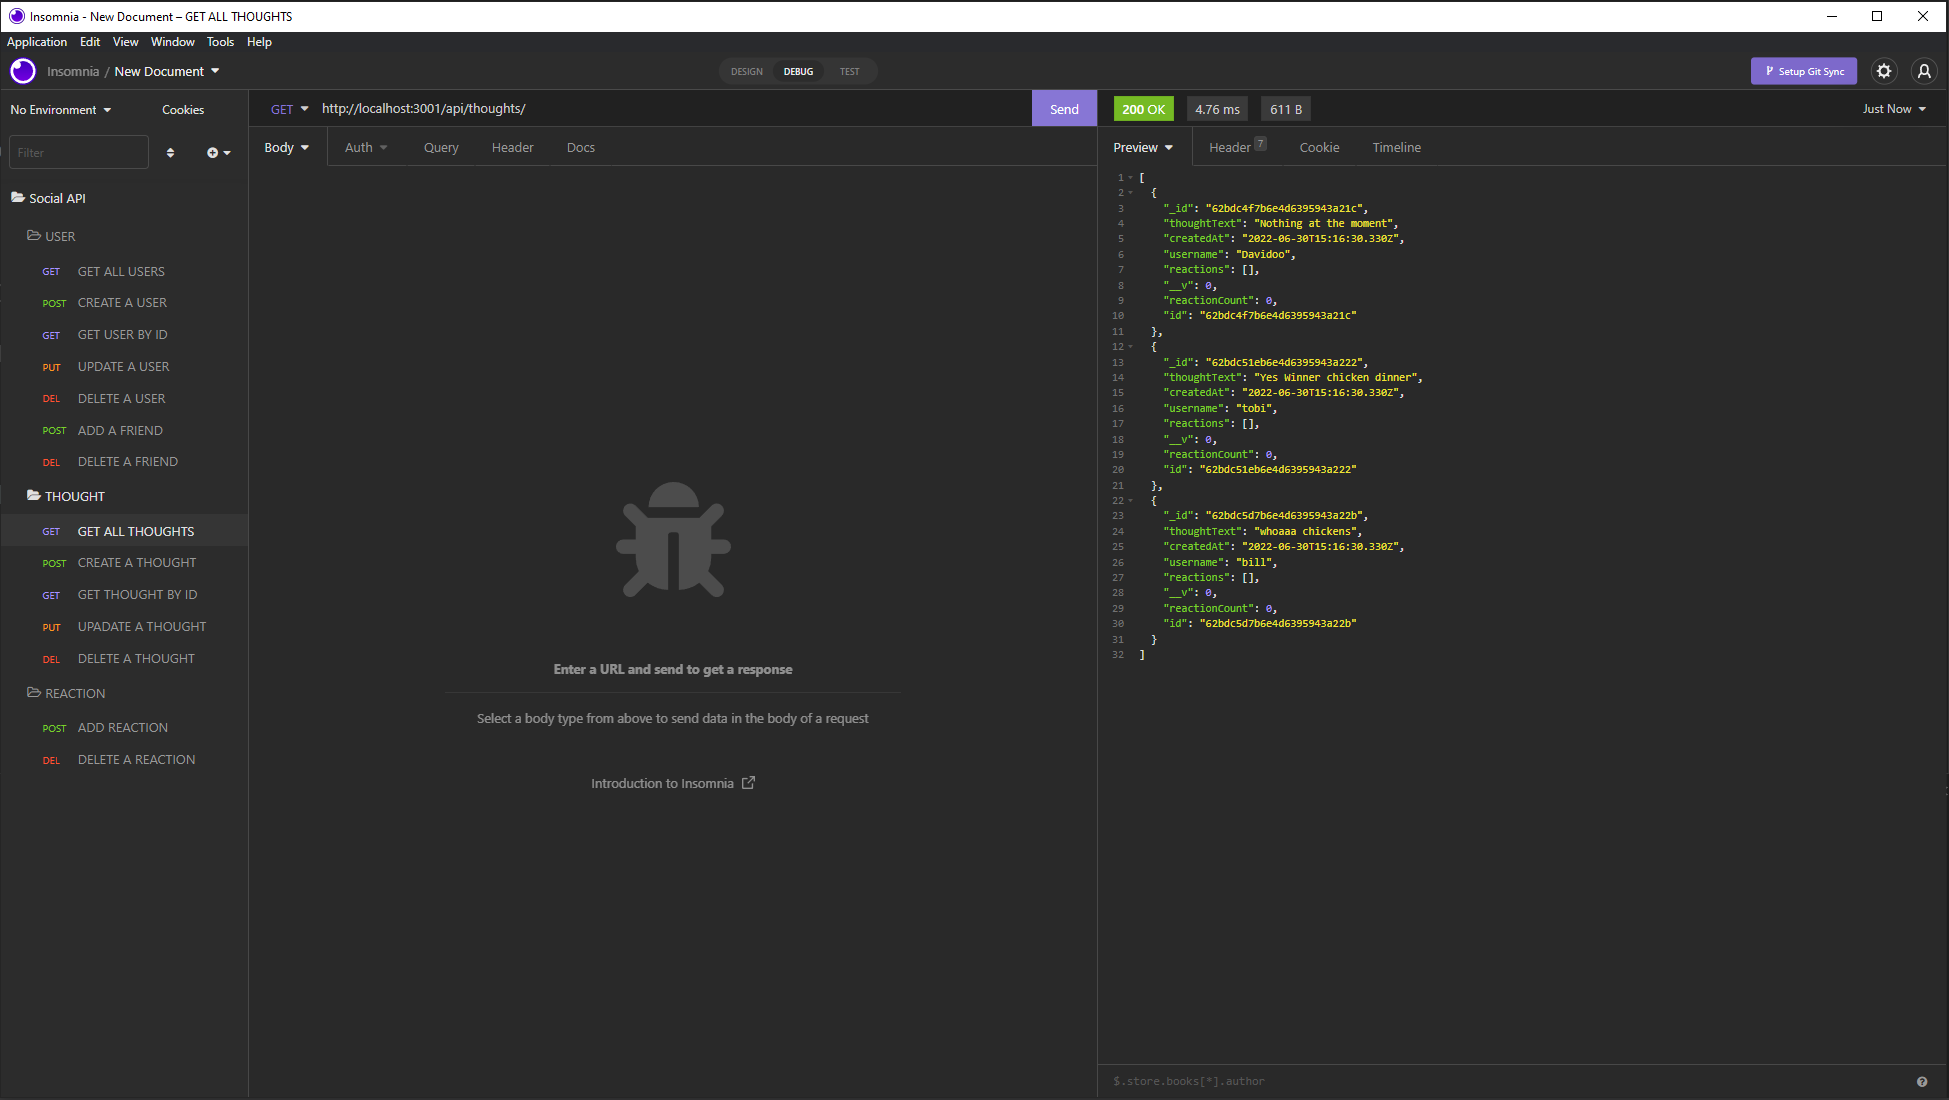 Insomnia - New Document – GET ALL THOUGHTS
Application Edit View Window Tools Help
Insomnia / New Document
DESIGN DEBUG TEST
Setup Git Sync
No Environment Cookies
Filter
Social API
USER
GET GET ALL USERS
POST CREATE A USER
GET GET USER BY ID
PUT UPDATE A USER
DEL DELETE A USER
POST ADD A FRIEND
DEL DELETE A FRIEND
THOUGHT
GET GET ALL THOUGHTS
POST CREATE A THOUGHT
GET GET THOUGHT BY ID
PUT UPADATE A THOUGHT
DEL DELETE A THOUGHT
REACTION
POST ADD REACTION
DEL DELETE A REACTION
GET http://localhost:3001/api/thoughts/ Send
Body Auth Query Header Docs
Enter a URL and send to get a response
Select a body type from above to send data in the body of a request
Introduction to Insomnia
200 OK 4.76 ms 611 B Just Now
Preview Header 7 Cookie Timeline
1 [
2 {
3 "_id": "62bdc4f7b6e4d6395943a21c",
4 "thoughtText": "Nothing at the moment",
5 "createdAt": "2022-06-30T15:16:30.330Z",
6 "username": "Davidoo",
7 "reactions": [],
8 "__v": 0,
9 "reactionCount": 0,
10 "id": "62bdc4f7b6e4d6395943a21c"
11 },
12 {
13 "_id": "62bdc51eb6e4d6395943a222",
14 "thoughtText": "Yes Winner chicken dinner",
15 "createdAt": "2022-06-30T15:16:30.330Z",
16 "username": "tobi",
17 "reactions": [],
18 "__v": 0,
19 "reactionCount": 0,
20 "id": "62bdc51eb6e4d6395943a222"
21 },
22 {
23 "_id": "62bdc5d7b6e4d6395943a22b",
24 "thoughtText": "whoaaa chickens",
25 "createdAt": "2022-06-30T15:16:30.330Z",
26 "username": "bill",
27 "reactions": [],
28 "__v": 0,
29 "reactionCount": 0,
30 "id": "62bdc5d7b6e4d6395943a22b"
31 }
32 ]
$.store.books[*].author